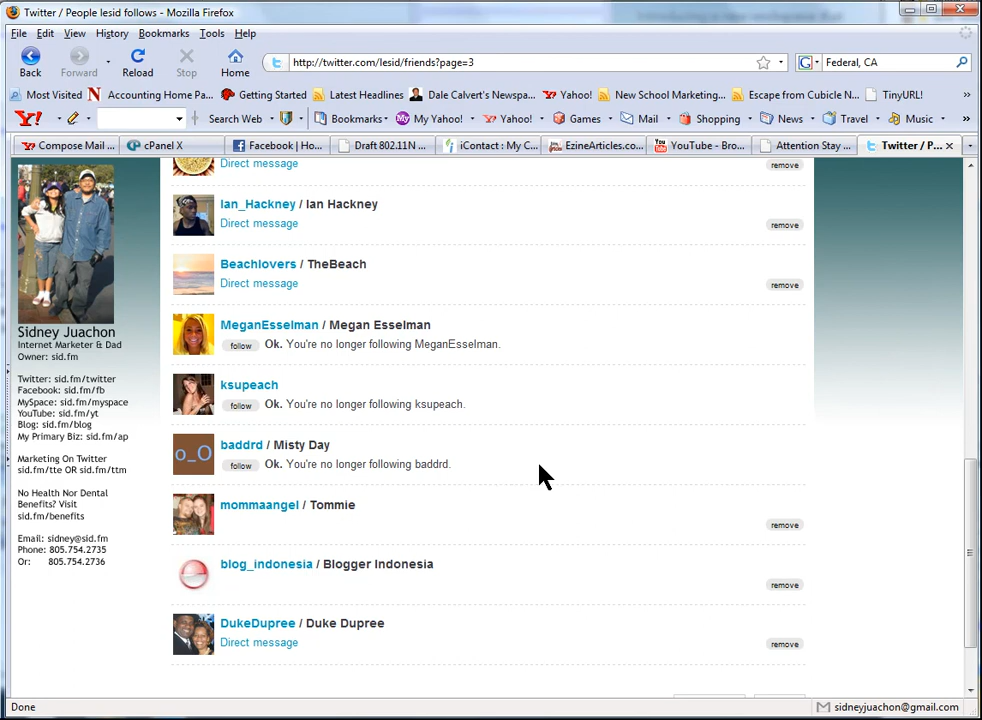 Twitter / People lesid follows - Mozilla Firefox
File Edit View History Bookmarks Tools Help
Back Forward Reload Stop Home http://twitter.com/lesid/friends?page=3 G Federal, CA
Most Visited N Accounting Home Pa... Getting Started Latest Headlines Dale Calvert's Newspa... Y! Yahoo! New School Marketing... Escape from Cubicle N... TinyURL! »
Y! Search Web Bookmarks My Yahoo! Y! Yahoo! Games Mail Shopping News Travel Music »
Y! Compose Mail ... cPanel X Facebook | Ho... Draft 802.11N ... iContact : My C... EzineArticles.co... YouTube - Bro... Attention Stay ... Twitter / P...
Direct message
remove
Ian_Hackney / Ian Hackney
Direct message
remove
Beachlovers / TheBeach
Direct message
remove
MeganEsselman / Megan Esselman
follow Ok. You're no longer following MeganEsselman.
ksupeach
follow Ok. You're no longer following ksupeach.
o_O
baddrd / Misty Day
follow Ok. You're no longer following baddrd.
mommaangel / Tommie
remove
blog_indonesia / Blogger Indonesia
remove
DukeDupree / Duke Dupree
Direct message
remove
Sidney Juachon
Internet Marketer & Dad
Owner: sid.fm
Twitter: sid.fm/twitter
Facebook: sid.fm/fb
MySpace: sid.fm/myspace
YouTube: sid.fm/yt
Blog: sid.fm/blog
My Primary Biz: sid.fm/ap
Marketing On Twitter
sid.fm/tte OR sid.fm/ttm
No Health Nor Dental
Benefits? Visit
sid.fm/benefits
Email: sidney@sid.fm
Phone: 805.754.2735
Or: 805.754.2736
Done sidneyjuachon@gmail.com